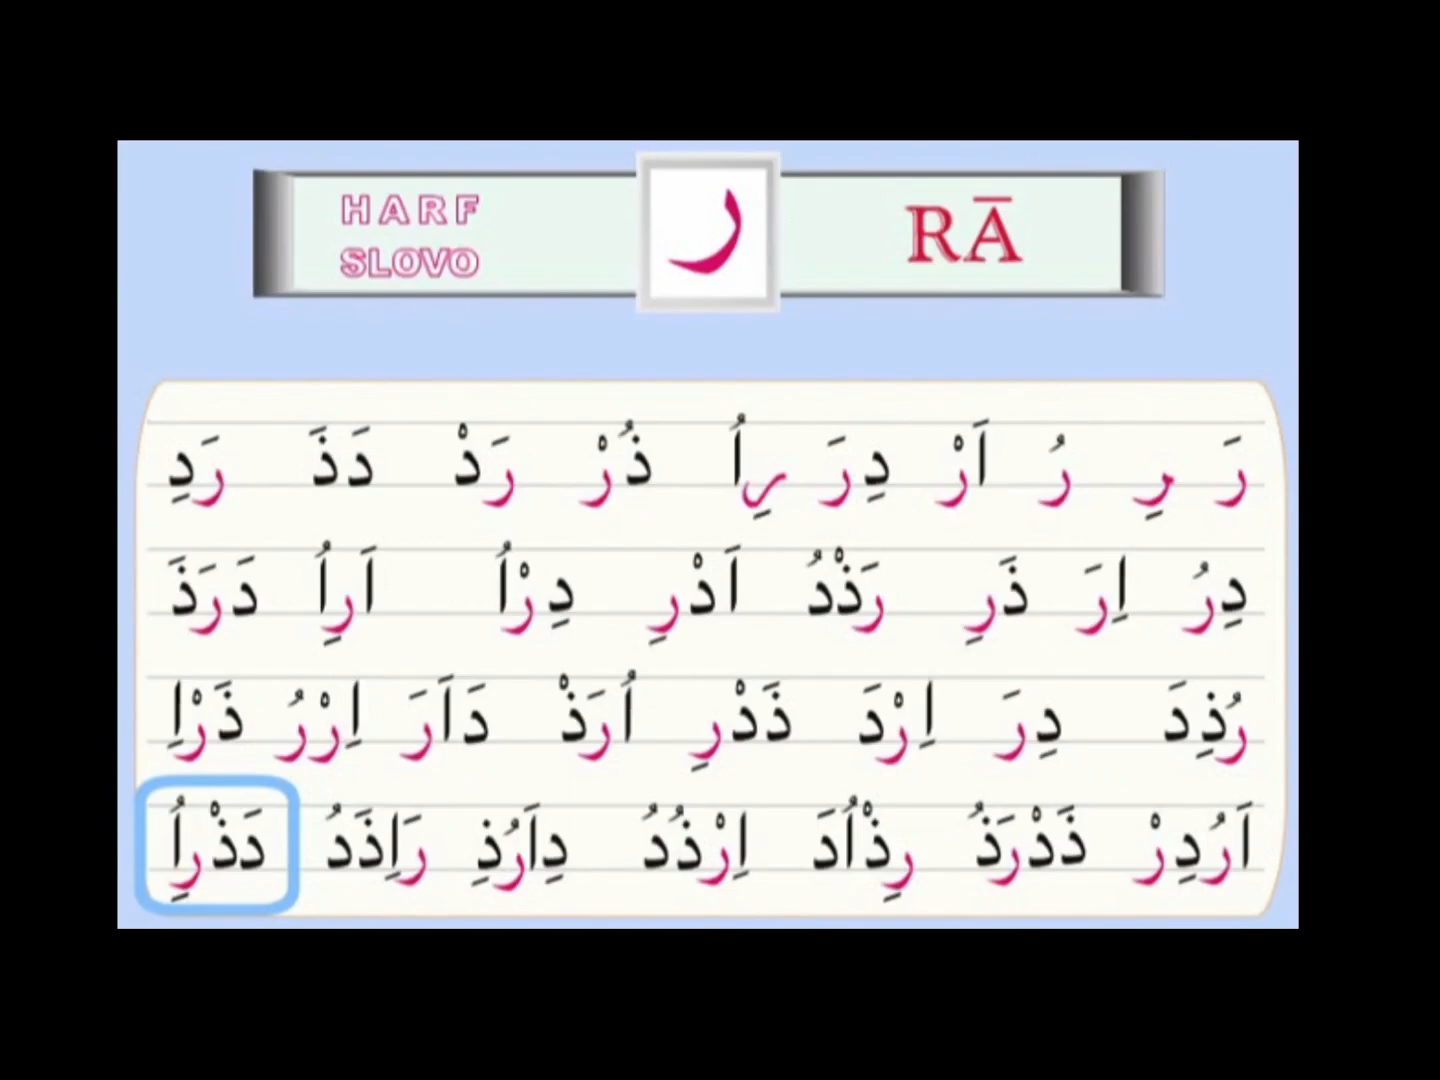 HARF
SLOVO
ر
RĀ
رَ رِ رُ اَرْ دِرَ رِاُ ذُرْ رَدْ دَذَ رَدِ
دِرُ اِرَ ذَرِ رَذْدُ اَدْرِ دِرْاُ اَرِاُ دَرَذَ
رُذِدَ دِرَ اِرْدَ ذَدْرِ اُرَذْ دَاَرَ اِرْرُ ذَرْاِ
اَرُدِرْ ذَدْرَذُ رِذْاُدَ اِرْذُدُ دِاَرُذِ رَاِذَدُ دَذْرِاُ